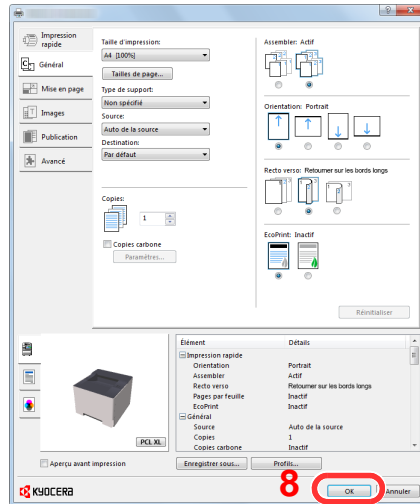 Impression rapide
Général
Mise en page
Images
Publication
Avancé
Taille d'impression:
A4 [100%]
Tailles de page...
Type de support:
Non spécifié
Source:
Auto de la source
Destination:
Par défaut
Copies:
1
Copies carbone
Paramètres...
Assembler: Actif
Orientation: Portrait
Recto verso: Retourner sur les bords longs
EcoPrint: Inactif
Réinitialiser
Élément Détails
Impression rapide
Orientation Portrait
Assembler Actif
Recto verso Retourner sur les bords longs
Pages par feuille Inactif
EcoPrint Inactif
Général
Source Auto de la source
Copies 1
Copies carbone Inactif
PCL XL
Aperçu avant impression
Enregistrer sous...
Profils...
8
KYOCERA
OK
Annuler